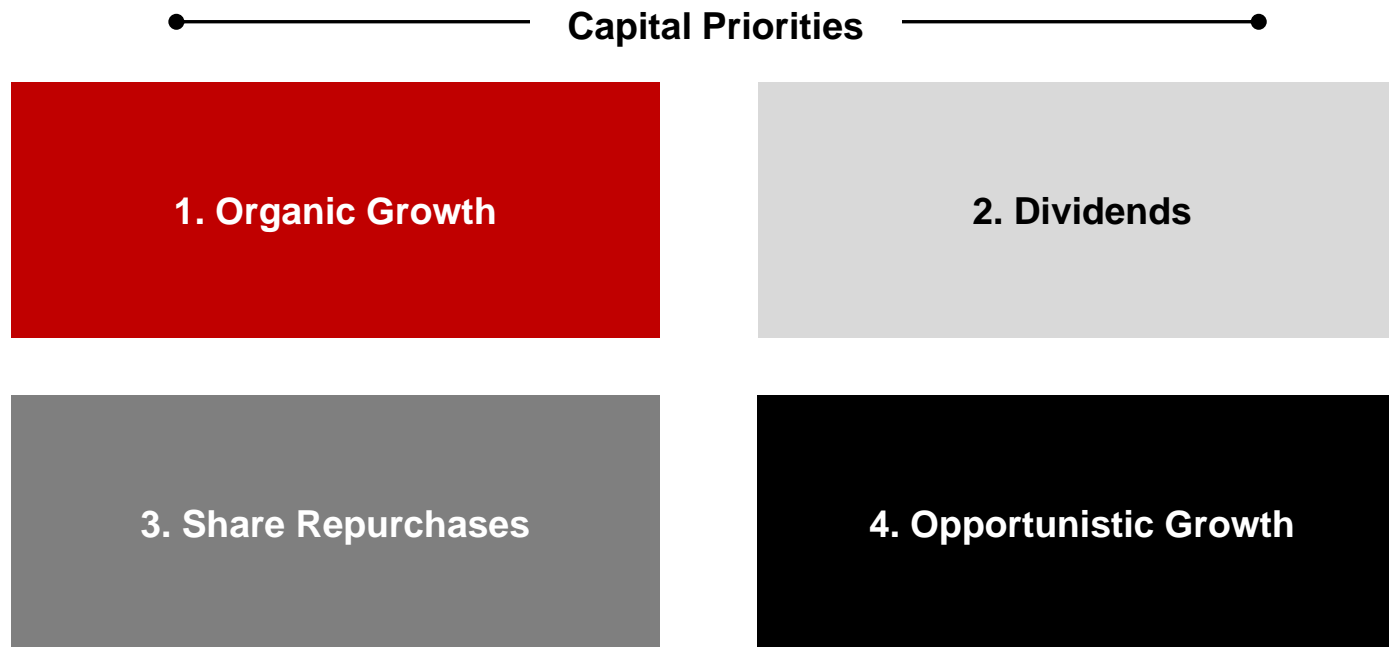 Capital Priorities
1. Organic Growth
2. Dividends
3. Share Repurchases
4. Opportunistic Growth